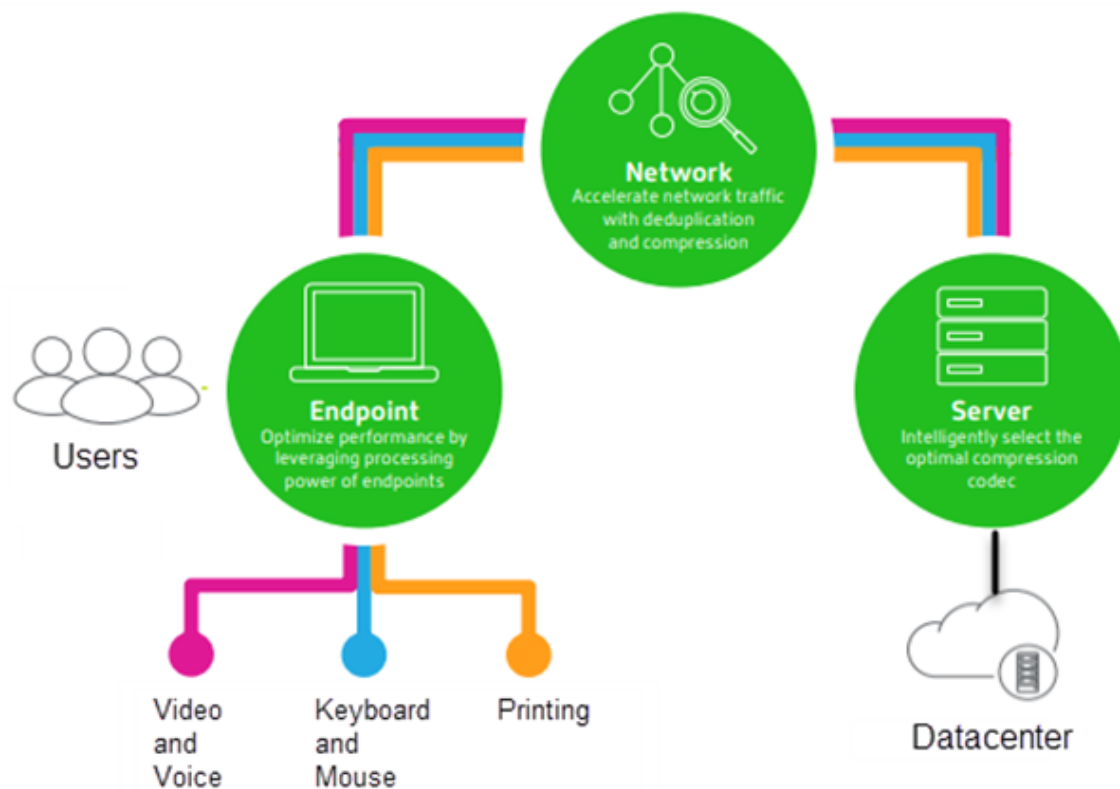 Network
Accelerate network traffic
with deduplication
and compression
Endpoint
Optimize performance by
leveraging processing
power of endpoints
Server
Intelligently select the
optimal compression
codec
Users
Video
and
Voice
Keyboard
and
Mouse
Printing
Datacenter